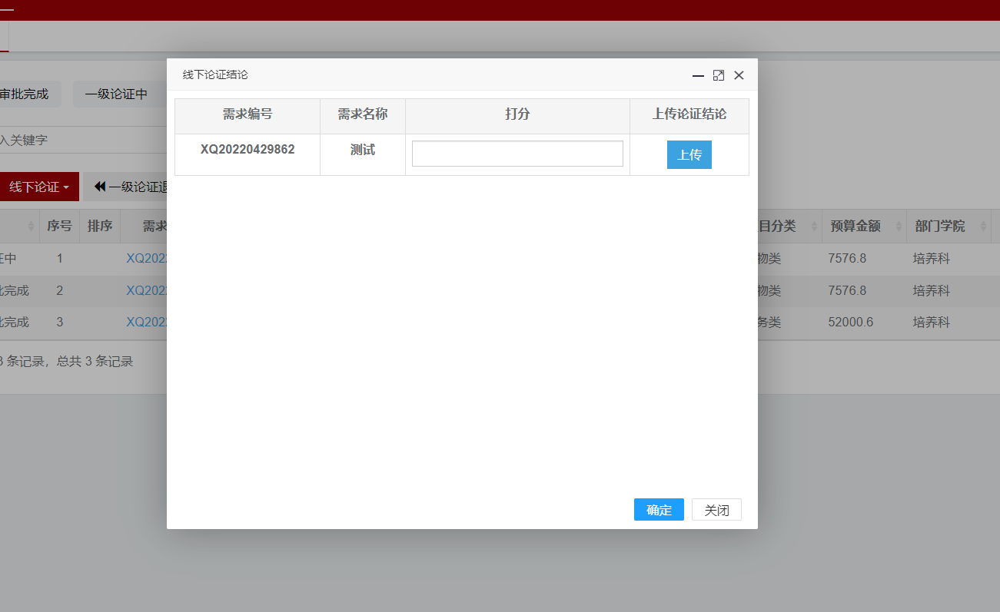 线下论证结论
审批完成
一级论证中
需求编号 需求名称 打分 上传论证结论
XQ20220429862 测试 上传
入关键字
线下论证 一级论证退
序号 排序 需求 目分类 预算金额 部门学院
证中 1 XQ202 物类 7576.8 培养科
批完成 2 XQ202 物类 7576.8 培养科
批完成 3 XQ202 务类 52000.6 培养科
3 条记录，总共 3 条记录
确定 关闭